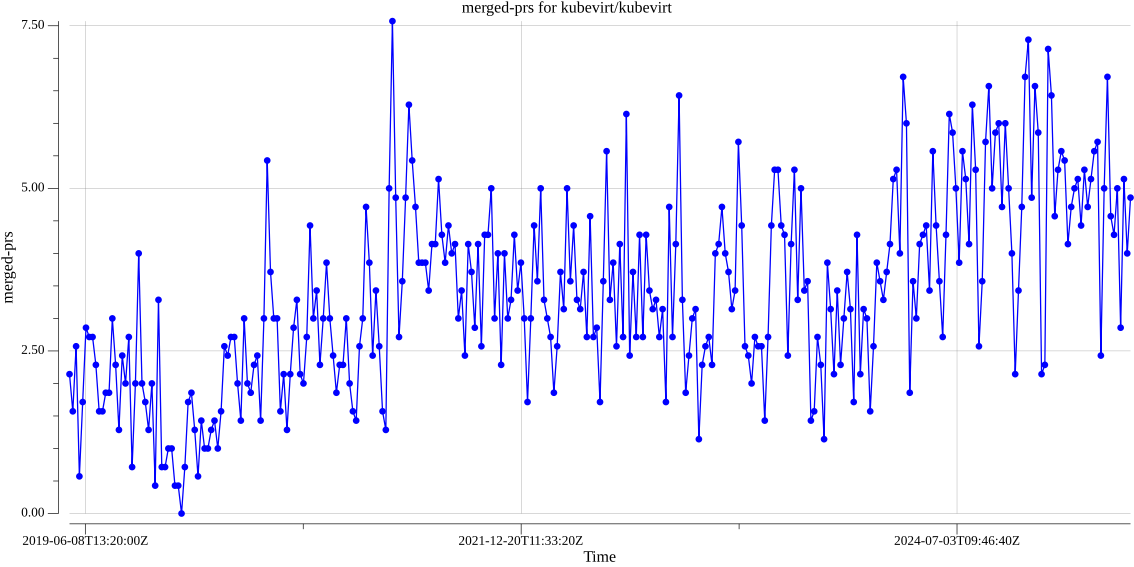 merged-prs for kubevirt/kubevirt
7.50
5.00
2.50
0.00
merged-prs
2019-06-08T13:20:00Z
2021-12-20T11:33:20Z
2024-07-03T09:46:40Z
Time